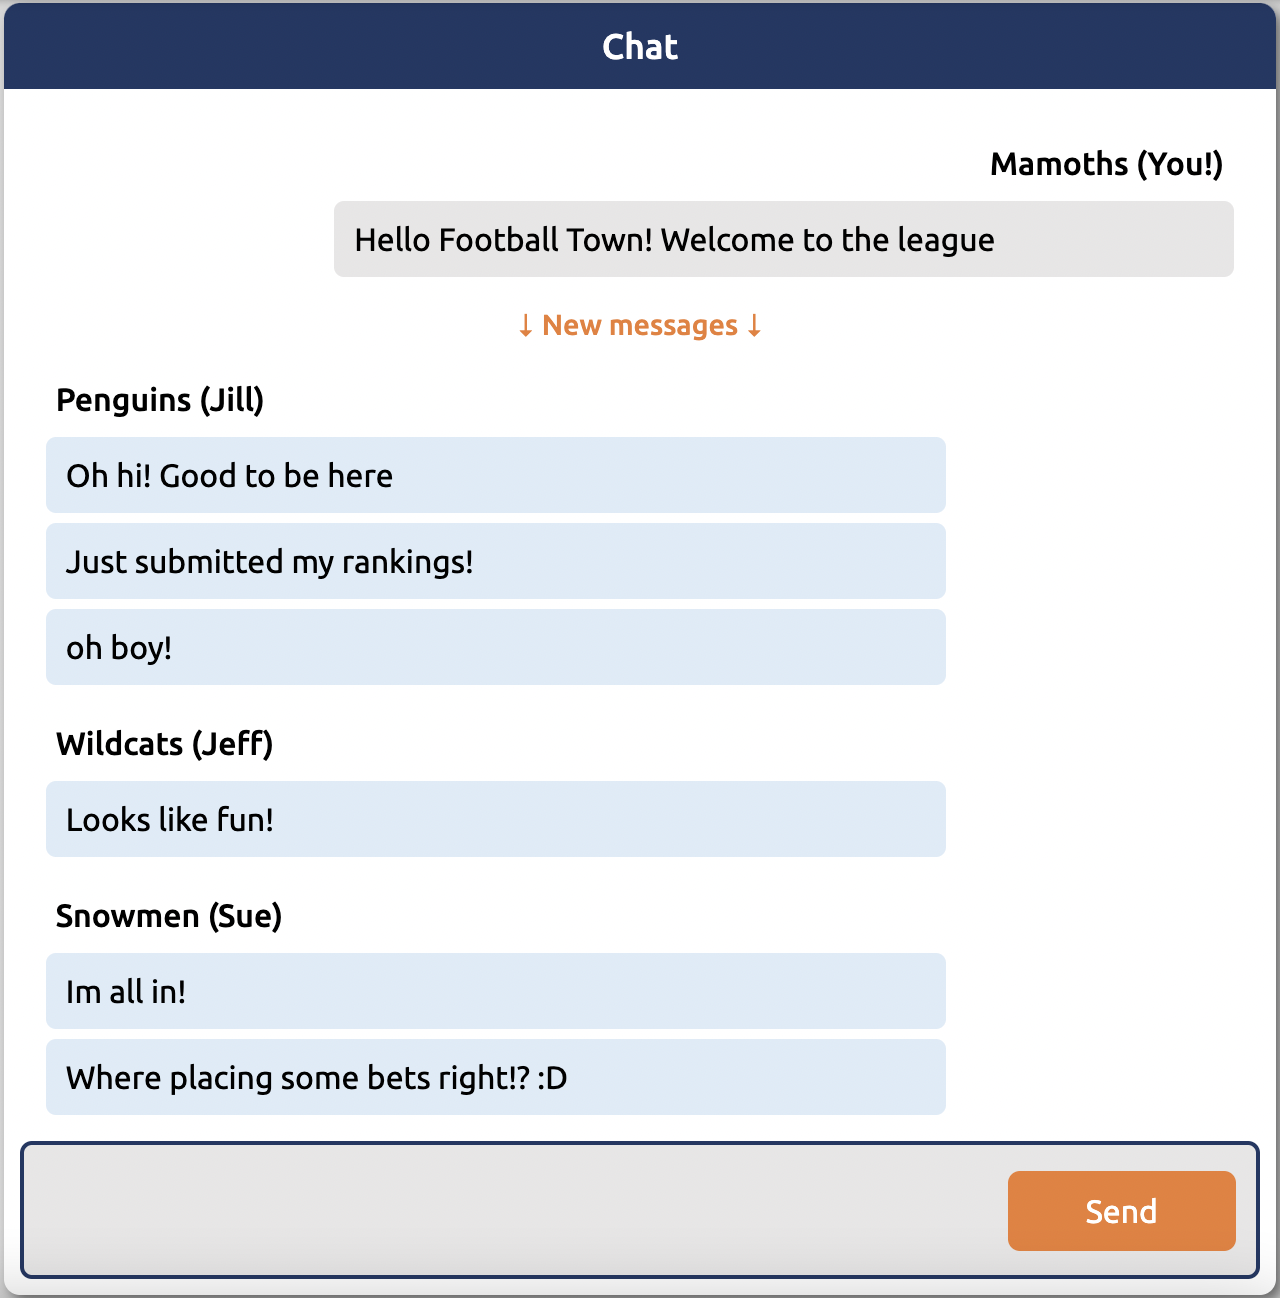 Chat
Mamoths (You!)
Hello Football Town! Welcome to the league
↓ New messages ↓
Penguins (Jill)
Oh hi! Good to be here
Just submitted my rankings!
oh boy!
Wildcats (Jeff)
Looks like fun!
Snowmen (Sue)
Im all in!
Where placing some bets right!? :D
Send